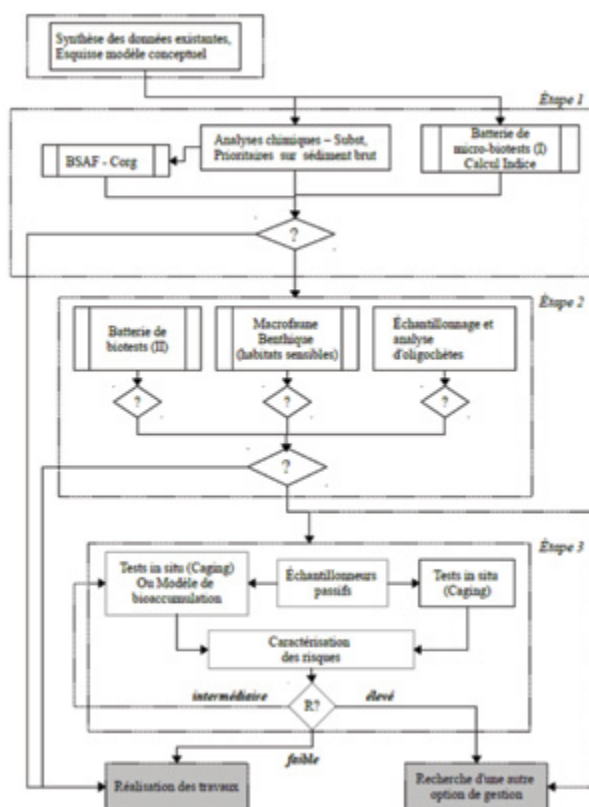 Synthèse des données existantes,
Esquisse modèle conceptuel
Étape 1
BSAF - Corg
Analyses chimiques – Subst,
Prioritaires sur sédiment brut
Batterie de
micro-biotests (I)
Calcul Indice
?
Étape 2
Batterie de
biotests (II)
Macrofaune
Benthique
(habitats sensibles)
Échantillonnage et
analyse
d'oligochètes
?
?
?
?
Étape 3
Tests in situ (Caging)
Ou Modèle de
bioaccumulation
Échantillonneurs
passifs
Tests in situ
(Caging)
Caractérisation
des risques
intermédiaire
R?
élevé
faible
Réalisation des travaux
Recherche d'une autre
option de gestion